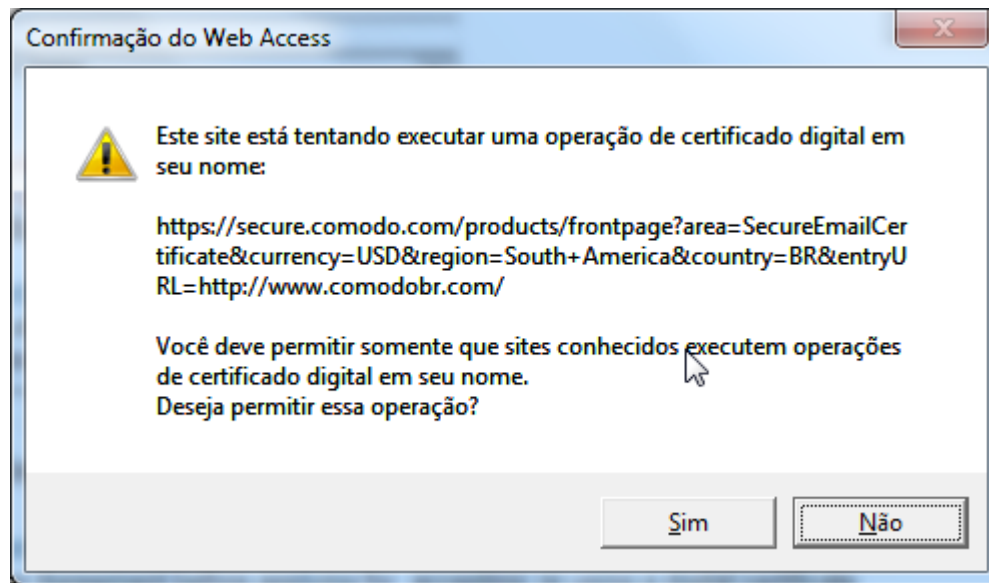 Confirmação do Web Access
Este site está tentando executar uma operação de certificado digital em
seu nome:
https://secure.comodo.com/products/frontpage?area=SecureEmailCer
tificate&currency=USD&region=South+America&country=BR&entryU
RL=http://www.comodobr.com/
Você deve permitir somente que sites conhecidos executem operações
de certificado digital em seu nome.
Deseja permitir essa operação?
Sim
Não